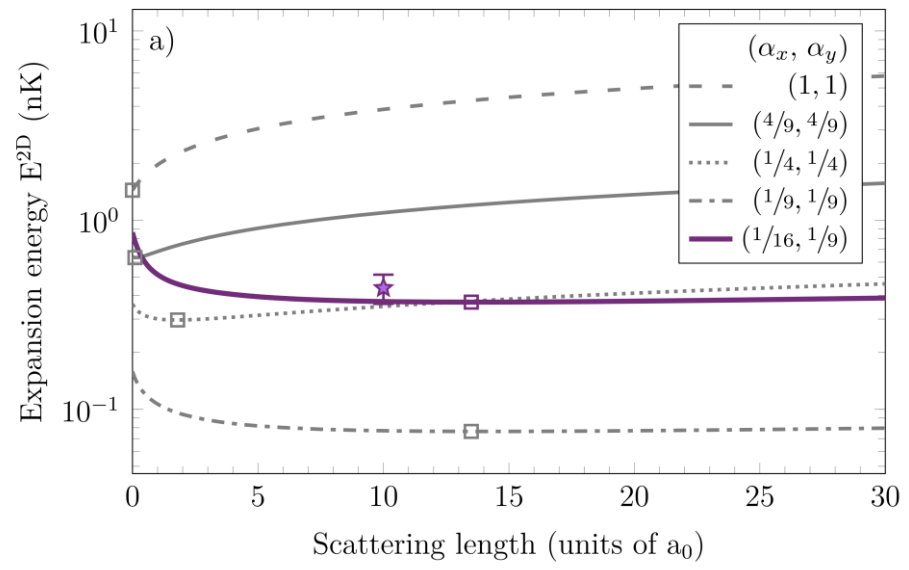 a)
(αₓ, αᵧ)
(1, 1)
(4/9, 4/9)
(1/4, 1/4)
(1/9, 1/9)
(1/16, 1/9)
10¹
10⁰
10⁻¹
Expansion energy E²ᴰ (nK)
0 5 10 15 20 25 30
Scattering length (units of a₀)